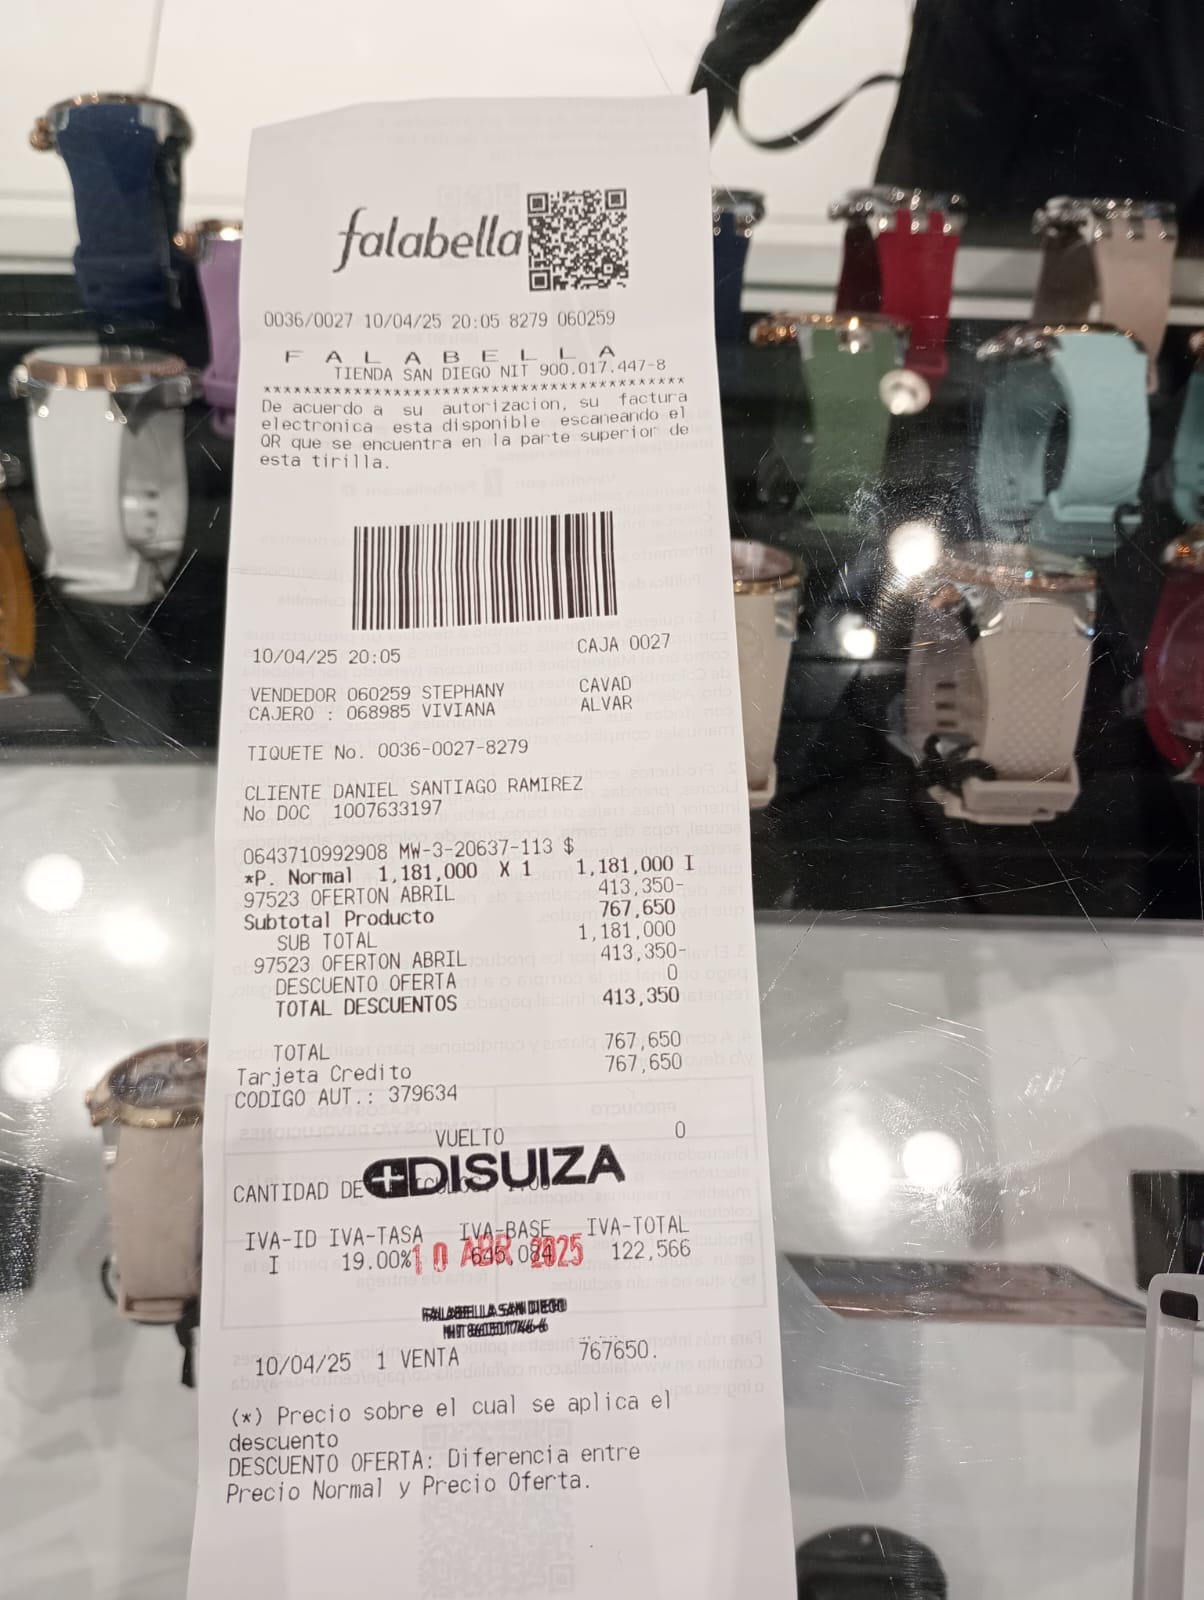 falabella
0036/0027 10/04/25 20:05 8279 060259
F A L A B E L L A
TIENDA SAN DIEGO NIT 900.017.447-8
******************************************
De acuerdo a su autorizacion, su factura
electronica esta disponible escaneando el
QR que se encuentra en la parte superior de
esta tirilla.
10/04/25 20:05 CAJA 0027
VENDEDOR 060259 STEPHANY CAVAD
CAJERO : 068985 VIVIANA ALVAR
TIQUETE No. 0036-0027-8279
CLIENTE DANIEL SANTIAGO RAMIREZ
No DOC 1007633197
0643710992908 MW-3-20637-113 $
*P. Normal 1,181,000 X 1 1,181,000 I
97523 OFERTON ABRIL 413,350-
Subtotal Producto 767,650
SUB TOTAL 1,181,000
97523 OFERTON ABRIL 413,350-
DESCUENTO OFERTA 0
TOTAL DESCUENTOS 413,350
TOTAL 767,650
Tarjeta Credito 767,650
CODIGO AUT.: 379634
VUELTO 0
CANTIDAD DE
DISUIZA
IVA-ID IVA-TASA IVA-BASE IVA-TOTAL
I 19.00% 645,084 122,566
10 ABR 2025
FALABELLA SAN DIEGO
10/04/25 1 VENTA 767650.
(*) Precio sobre el cual se aplica el
descuento
DESCUENTO OFERTA: Diferencia entre
Precio Normal y Precio Oferta.